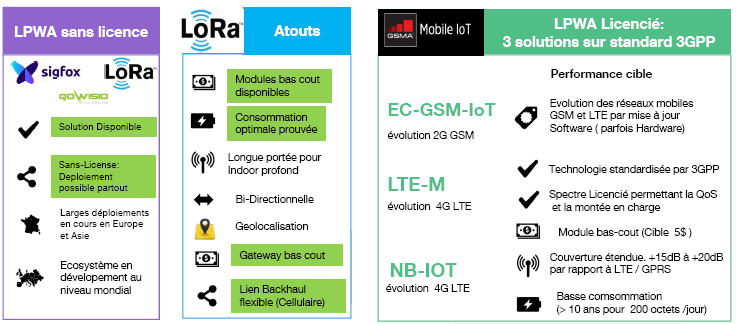 LPWA sans licence
sigfox
LoRa™
QOWISIO
Solution Disponible
Sans-License:
Deploiement
possible partout
Larges déploiements
en cours en Europe
et Asie
Ecosystème en
dévelopement au
niveau mondial
LoRa™
Atouts
Modules bas cout
disponibles
Consommation
optimale prouvée
Longue portée pour
Indoor profond
Bi-Directionnelle
Geolocalisation
Gateway bas cout
Lien Backhaul
flexible (Cellulaire)
GSMA
Mobile IoT
LPWA Licencié:
3 solutions sur standard 3GPP
Performance cible
EC-GSM-IoT
évolution 2G GSM
LTE-M
évolution 4G LTE
NB-IOT
évolution 4G LTE
Evolution des réseaux mobiles
GSM et LTE par mise à jour
Software ( parfois Hardware)
Technologie standardisée par 3GPP
Spectre Licencié permettant la QoS
et la montée en charge
Module bas-cout (Cible 5$ )
Couverture étendue. +15dB à +20dB
par rapport à LTE / GPRS
Basse comsommation
(> 10 ans pour 200 octets /jour)